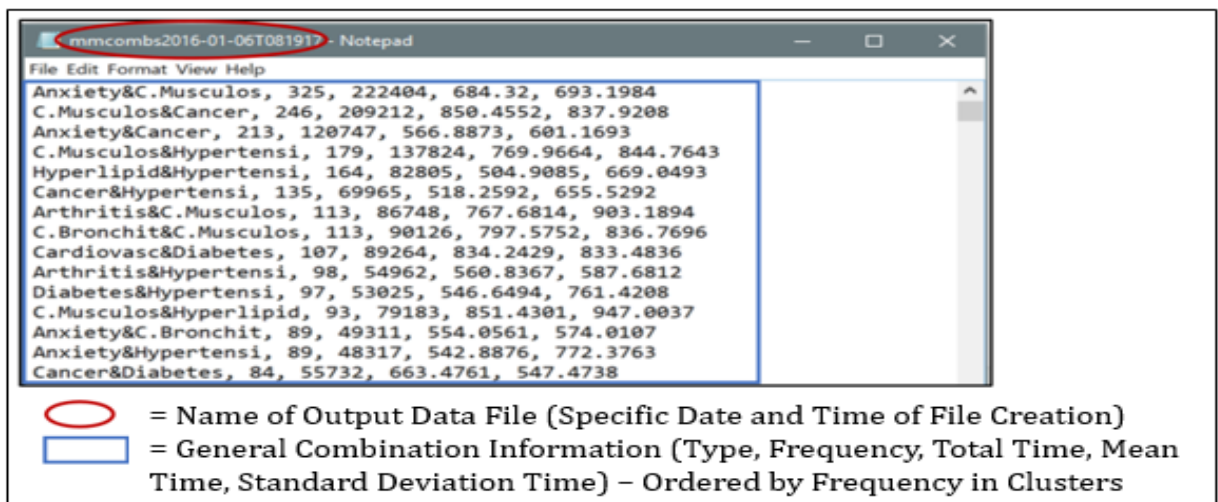 mmcombs2016-01-06T081917 - Notepad
File Edit Format View Help
Anxiety&C.Musculos, 325, 222404, 684.32, 693.1984
C.Musculos&Cancer, 246, 209212, 850.4552, 837.9208
Anxiety&Cancer, 213, 120747, 566.8873, 601.1693
C.Musculos&Hypertensi, 179, 137824, 769.9664, 844.7643
Hyperlipid&Hypertensi, 164, 82805, 504.9085, 669.0493
Cancer&Hypertensi, 135, 69965, 518.2592, 655.5292
Arthritis&C.Musculos, 113, 86748, 767.6814, 903.1894
C.Bronchit&C.Musculos, 113, 90126, 797.5752, 836.7696
Cardiovasc&Diabetes, 107, 89264, 834.2429, 833.4836
Arthritis&Hypertensi, 98, 54962, 560.8367, 587.6812
Diabetes&Hypertensi, 97, 53025, 546.6494, 761.4208
C.Musculos&Hyperlipid, 93, 79183, 851.4301, 947.0037
Anxiety&C.Bronchit, 89, 49311, 554.0561, 574.0107
Anxiety&Hypertensi, 89, 48317, 542.8876, 772.3763
Cancer&Diabetes, 84, 55732, 663.4761, 547.4738
= Name of Output Data File (Specific Date and Time of File Creation)
= General Combination Information (Type, Frequency, Total Time, Mean
Time, Standard Deviation Time) – Ordered by Frequency in Clusters